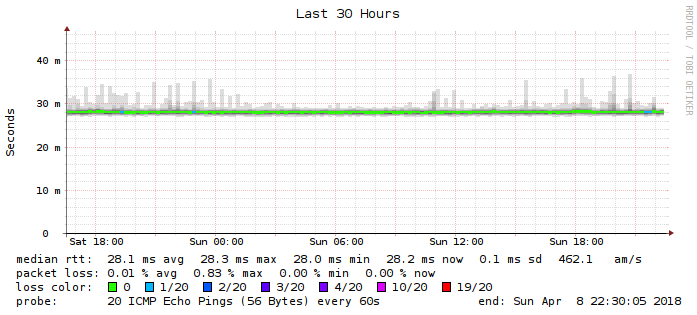 Last 30 Hours
RRDTOOL / TOBI OETIKER
Seconds
40 m
30 m
20 m
10 m
0
Sat 18:00 Sun 00:00 Sun 06:00 Sun 12:00 Sun 18:00
median rtt: 28.1 ms avg 28.3 ms max 28.0 ms min 28.2 ms now 0.1 ms sd 462.1 am/s
packet loss: 0.01 % avg 0.83 % max 0.00 % min 0.00 % now
loss color: 0 1/20 2/20 3/20 4/20 10/20 19/20
probe: 20 ICMP Echo Pings (56 Bytes) every 60s end: Sun Apr 8 22:30:05 2018